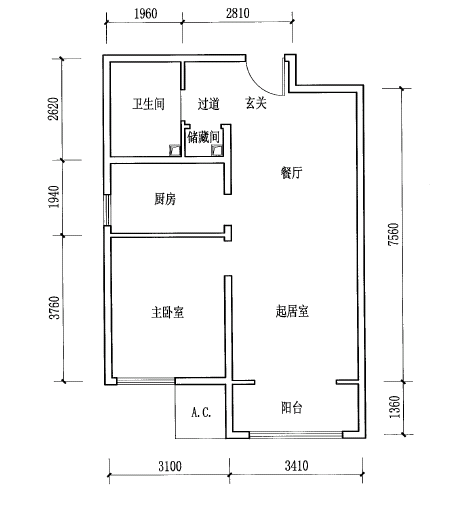 1960
2810
2620
卫生间
过道
玄关
储藏间
餐厅
1940
厨房
7560
3760
主卧室
起居室
A.C.
阳台
1360
3100
3410